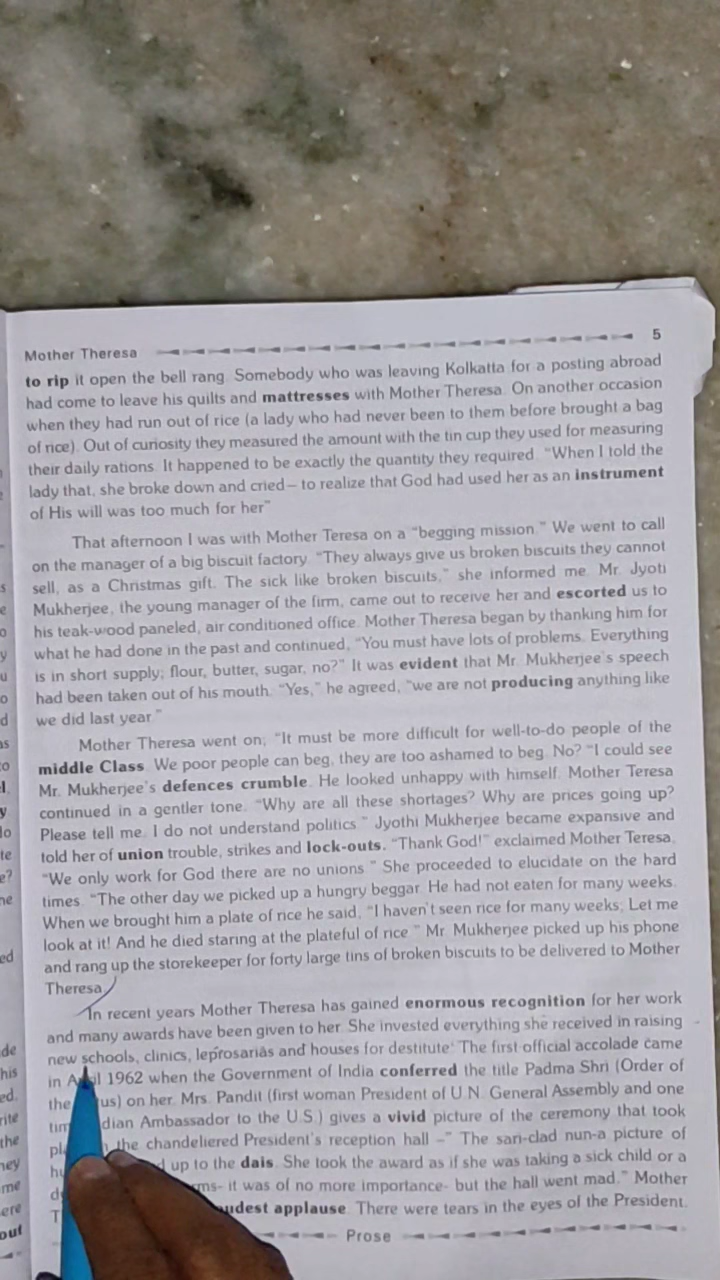 Mother Theresa 5
to rip it open the bell rang. Somebody who was leaving Kolkatta for a posting abroad
had come to leave his quilts and mattresses with Mother Theresa. On another occasion
when they had run out of rice (a lady who had never been to them before brought a bag
of rice). Out of curiosity they measured the amount with the tin cup they used for measuring
their daily rations. It happened to be exactly the quantity they required. "When I told the
lady that, she broke down and cried – to realize that God had used her as an instrument
of His will was too much for her"
That afternoon I was with Mother Teresa on a "begging mission." We went to call
on the manager of a big biscuit factory. "They always give us broken biscuits they cannot
sell, as a Christmas gift. The sick like broken biscuits," she informed me. Mr. Jyoti
Mukherjee, the young manager of the firm, came out to receive her and escorted us to
his teak-wood paneled, air conditioned office. Mother Theresa began by thanking him for
what he had done in the past and continued, "You must have lots of problems. Everything
is in short supply; flour, butter, sugar, no?" It was evident that Mr. Mukherjee's speech
had been taken out of his mouth. "Yes," he agreed, "we are not producing anything like
we did last year."
Mother Theresa went on; "It must be more difficult for well-to-do people of the
middle Class. We poor people can beg, they are too ashamed to beg. No? "I could see
Mr. Mukherjee's defences crumble. He looked unhappy with himself. Mother Teresa
continued in a gentler tone. "Why are all these shortages? Why are prices going up?
Please tell me. I do not understand politics." Jyothi Mukherjee became expansive and
told her of union trouble, strikes and lock-outs. "Thank God!" exclaimed Mother Teresa,
"We only work for God there are no unions." She proceeded to elucidate on the hard
times. "The other day we picked up a hungry beggar. He had not eaten for many weeks.
When we brought him a plate of rice he said, "I haven't seen rice for many weeks; Let me
look at it! And he died staring at the plateful of rice." Mr. Mukherjee picked up his phone
and rang up the storekeeper for forty large tins of broken biscuits to be delivered to Mother
Theresa.
In recent years Mother Theresa has gained enormous recognition for her work
and many awards have been given to her. She invested everything she received in raising
new schools, clinics, leprosarias and houses for destitute. The first official accolade came
in 1962 when the Government of India conferred the title Padma Shri (Order of
the us) on her. Mrs. Pandit (first woman President of U.N. General Assembly and one
tim dian Ambassador to the U.S.) gives a vivid picture of the ceremony that took
pl the chandeliered President's reception hall –" The sari-clad nun-a picture of
hu d up to the dais. She took the award as if she was taking a sick child or a
d ms- it was of no more importance- but the hall went mad." Mother
T udest applause. There were tears in the eyes of the President.
Prose